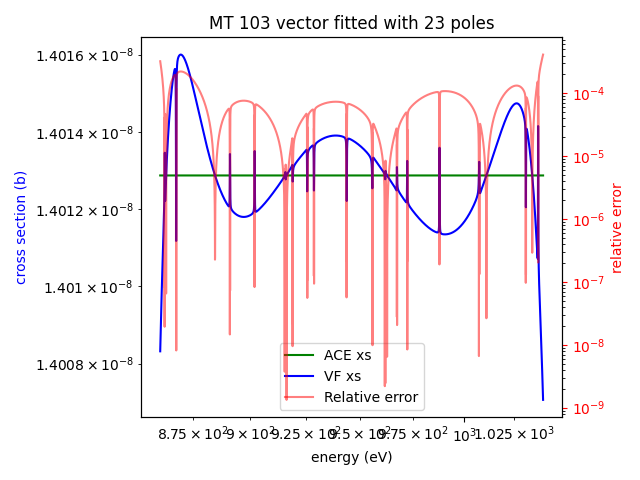 MT 103 vector fitted with 23 poles
cross section (b)
1.4016 × 10⁻⁸
1.4014 × 10⁻⁸
1.4012 × 10⁻⁸
1.401 × 10⁻⁸
1.4008 × 10⁻⁸
10⁻⁴
10⁻⁵
10⁻⁶
10⁻⁷
10⁻⁸
10⁻⁹
relative error
ACE xs
VF xs
Relative error
8.75 × 10² 9 × 10² 9.25 × 10² 9.5 × 10² 9.75 × 10² 10³ 1.025 × 10³
energy (eV)